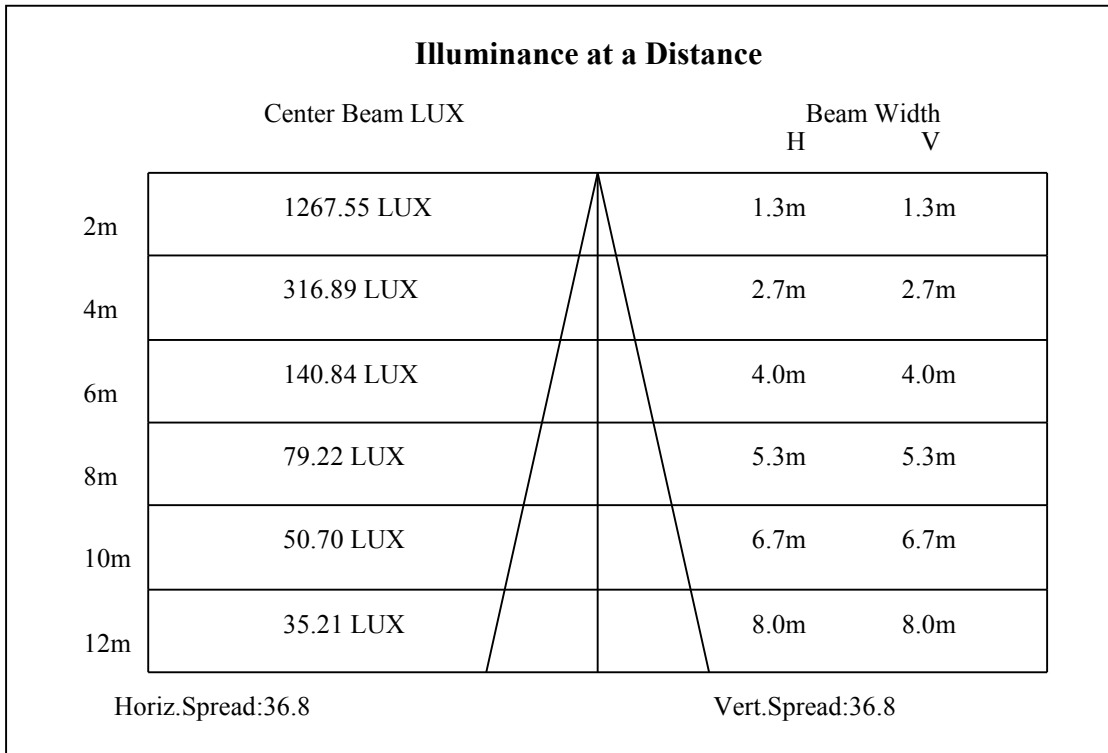 Illuminance at a Distance
Center Beam LUX Beam Width
H V
2m 1267.55 LUX 1.3m 1.3m
4m 316.89 LUX 2.7m 2.7m
6m 140.84 LUX 4.0m 4.0m
8m 79.22 LUX 5.3m 5.3m
10m 50.70 LUX 6.7m 6.7m
12m 35.21 LUX 8.0m 8.0m
Horiz.Spread:36.8 Vert.Spread:36.8